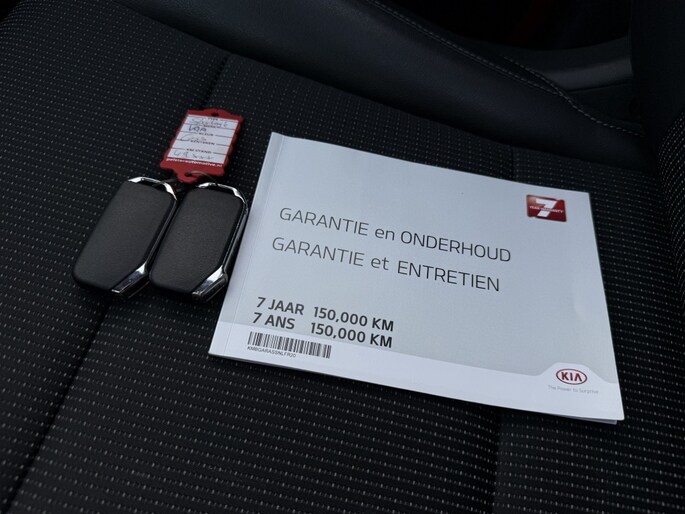 KIA
GARANTIE en ONDERHOUD
GARANTIE et ENTRETIEN
7 JAAR 150,000 KM
7 ANS 150,000 KM
7
KIA
The Power to Surprise